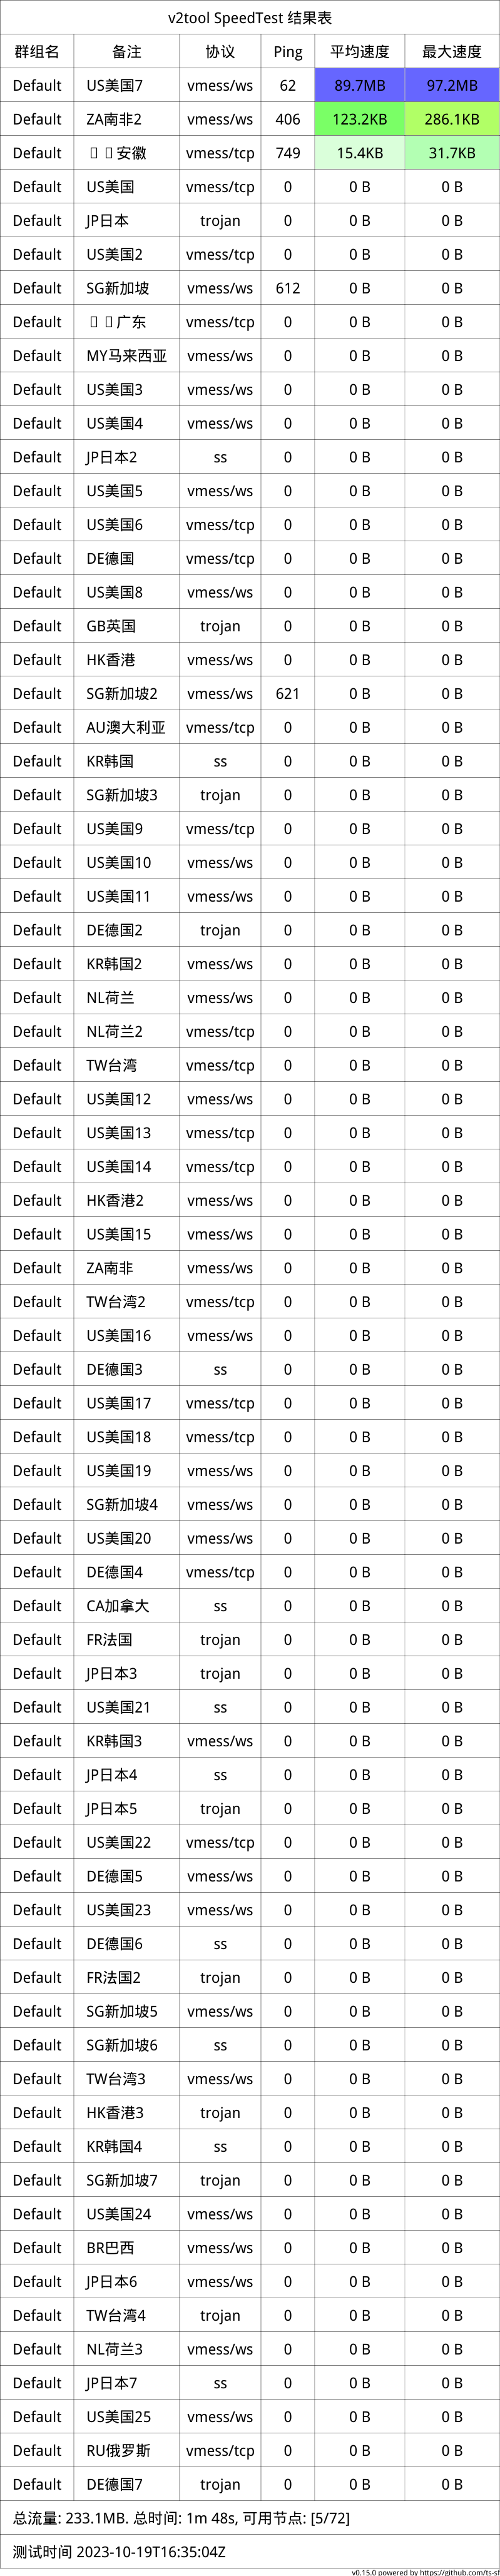 v2tool SpeedTest 结果表
群组名 备注 协议 Ping 平均速度 最大速度
Default US美国7 vmess/ws 62 89.7MB 97.2MB
Default ZA南非2 vmess/ws 406 123.2KB 286.1KB
Default 安徽 vmess/tcp 749 15.4KB 31.7KB
Default US美国 vmess/tcp 0 0 B 0 B
Default JP日本 trojan 0 0 B 0 B
Default US美国2 vmess/tcp 0 0 B 0 B
Default SG新加坡 vmess/ws 612 0 B 0 B
Default 广东 vmess/tcp 0 0 B 0 B
Default MY马来西亚 vmess/ws 0 0 B 0 B
Default US美国3 vmess/ws 0 0 B 0 B
Default US美国4 vmess/ws 0 0 B 0 B
Default JP日本2 ss 0 0 B 0 B
Default US美国5 vmess/ws 0 0 B 0 B
Default US美国6 vmess/tcp 0 0 B 0 B
Default DE德国 vmess/tcp 0 0 B 0 B
Default US美国8 vmess/ws 0 0 B 0 B
Default GB英国 trojan 0 0 B 0 B
Default HK香港 vmess/ws 0 0 B 0 B
Default SG新加坡2 vmess/ws 621 0 B 0 B
Default AU澳大利亚 vmess/tcp 0 0 B 0 B
Default KR韩国 ss 0 0 B 0 B
Default SG新加坡3 trojan 0 0 B 0 B
Default US美国9 vmess/tcp 0 0 B 0 B
Default US美国10 vmess/ws 0 0 B 0 B
Default US美国11 vmess/ws 0 0 B 0 B
Default DE德国2 trojan 0 0 B 0 B
Default KR韩国2 vmess/ws 0 0 B 0 B
Default NL荷兰 vmess/ws 0 0 B 0 B
Default NL荷兰2 vmess/tcp 0 0 B 0 B
Default TW台湾 vmess/tcp 0 0 B 0 B
Default US美国12 vmess/ws 0 0 B 0 B
Default US美国13 vmess/tcp 0 0 B 0 B
Default US美国14 vmess/tcp 0 0 B 0 B
Default HK香港2 vmess/ws 0 0 B 0 B
Default US美国15 vmess/ws 0 0 B 0 B
Default ZA南非 vmess/ws 0 0 B 0 B
Default TW台湾2 vmess/tcp 0 0 B 0 B
Default US美国16 vmess/ws 0 0 B 0 B
Default DE德国3 ss 0 0 B 0 B
Default US美国17 vmess/tcp 0 0 B 0 B
Default US美国18 vmess/tcp 0 0 B 0 B
Default US美国19 vmess/ws 0 0 B 0 B
Default SG新加坡4 vmess/ws 0 0 B 0 B
Default US美国20 vmess/ws 0 0 B 0 B
Default DE德国4 vmess/tcp 0 0 B 0 B
Default CA加拿大 ss 0 0 B 0 B
Default FR法国 trojan 0 0 B 0 B
Default JP日本3 trojan 0 0 B 0 B
Default US美国21 ss 0 0 B 0 B
Default KR韩国3 vmess/ws 0 0 B 0 B
Default JP日本4 ss 0 0 B 0 B
Default JP日本5 trojan 0 0 B 0 B
Default US美国22 vmess/tcp 0 0 B 0 B
Default DE德国5 vmess/ws 0 0 B 0 B
Default US美国23 vmess/ws 0 0 B 0 B
Default DE德国6 ss 0 0 B 0 B
Default FR法国2 trojan 0 0 B 0 B
Default SG新加坡5 vmess/ws 0 0 B 0 B
Default SG新加坡6 ss 0 0 B 0 B
Default TW台湾3 vmess/ws 0 0 B 0 B
Default HK香港3 trojan 0 0 B 0 B
Default KR韩国4 ss 0 0 B 0 B
Default SG新加坡7 trojan 0 0 B 0 B
Default US美国24 vmess/ws 0 0 B 0 B
Default BR巴西 vmess/ws 0 0 B 0 B
Default JP日本6 vmess/ws 0 0 B 0 B
Default TW台湾4 trojan 0 0 B 0 B
Default NL荷兰3 vmess/ws 0 0 B 0 B
Default JP日本7 ss 0 0 B 0 B
Default US美国25 vmess/ws 0 0 B 0 B
Default RU俄罗斯 vmess/tcp 0 0 B 0 B
Default DE德国7 trojan 0 0 B 0 B
总流量: 233.1MB. 总时间: 1m 48s, 可用节点: [5/72]
测试时间 2023-10-19T16:35:04Z
v0.15.0 powered by https://github.com/ts-sl